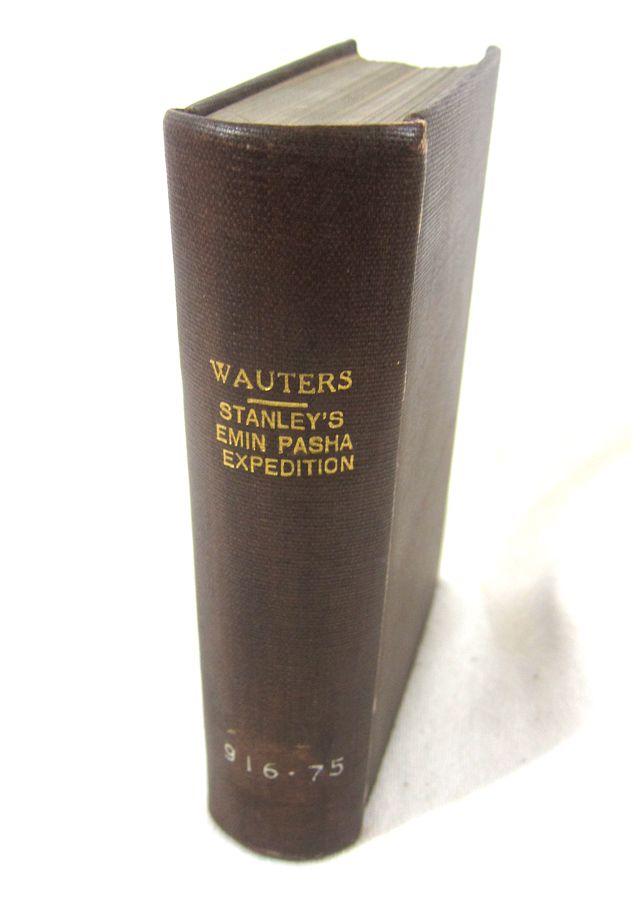 WAUTERS
STANLEY'S
EMIN PASHA
EXPEDITION
916.75